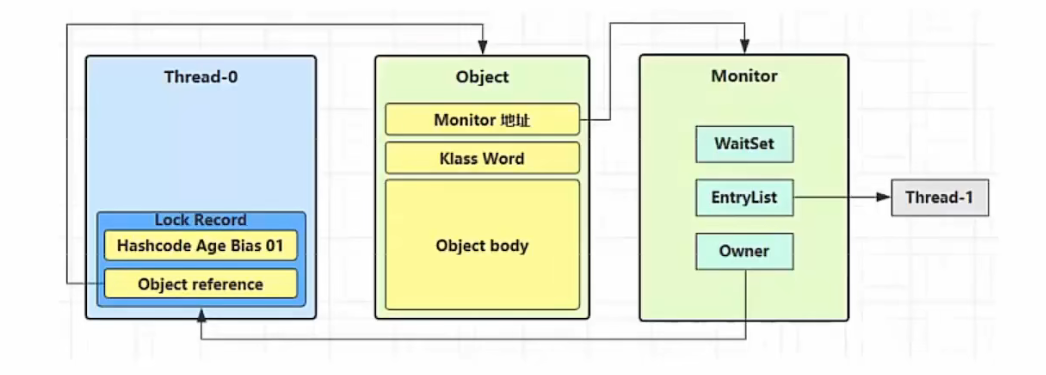 Thread-0
Lock Record
Hashcode Age Bias 01
Object reference
Object
Monitor 地址
Klass Word
Object body
Monitor
WaitSet
EntryList
Owner
Thread-1